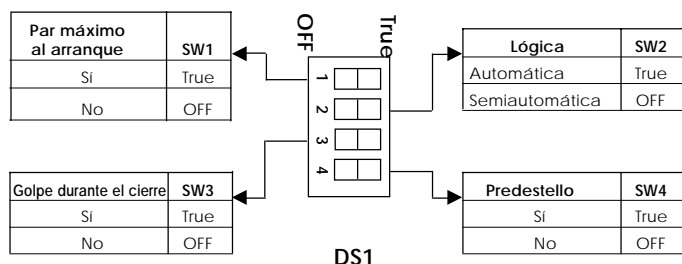 Par máximo
al arranque SW1
Sí True
No OFF
OFF True
1
2
3
4
Lógica SW2
Automática True
Semiautomática OFF
Golpe durante el cierre SW3
Sí True
No OFF
Predestello SW4
Sí True
No OFF
DS1